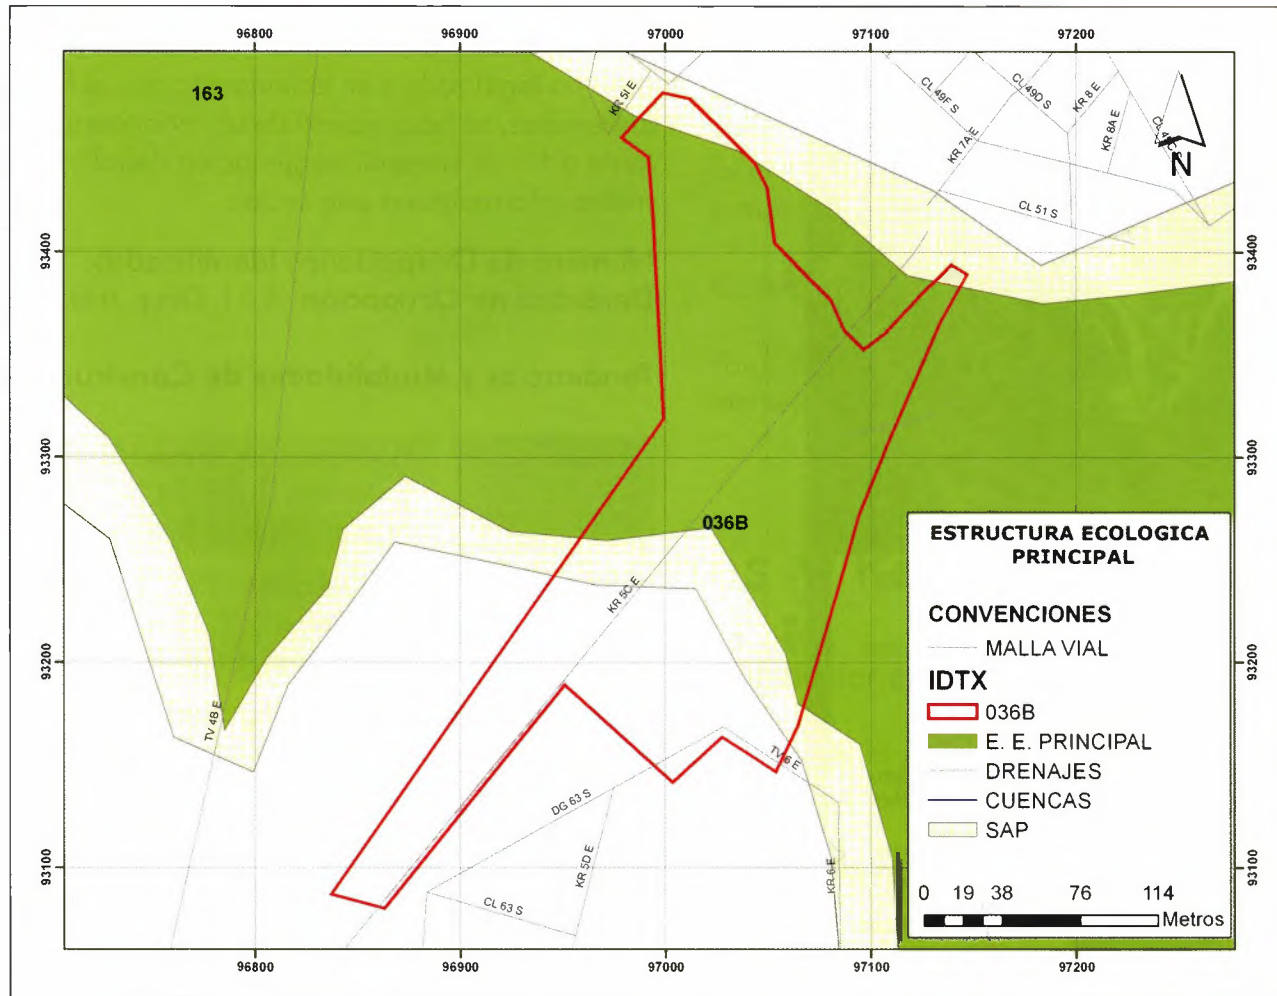 96800 96900 97000 97100 97200
163
KR 5I E
CL 49F S
CL 49D S
KR 8 E
KR 7A E
KR 8A E
N
CL 51 S
93400 93400
93300 93300
036B
KR 5C E
93200 93200
TV 4B E
TV 6 E
DG 63 S
KR 5D E
KR 6 E
CL 63 S
93100 93100
ESTRUCTURA ECOLOGICA
PRINCIPAL
CONVENCIONES
MALLA VIAL
IDTX
036B
E. E. PRINCIPAL
DRENAJES
CUENCAS
SAP
0 19 38 76 114
Metros
96800 96900 97000 97100 97200